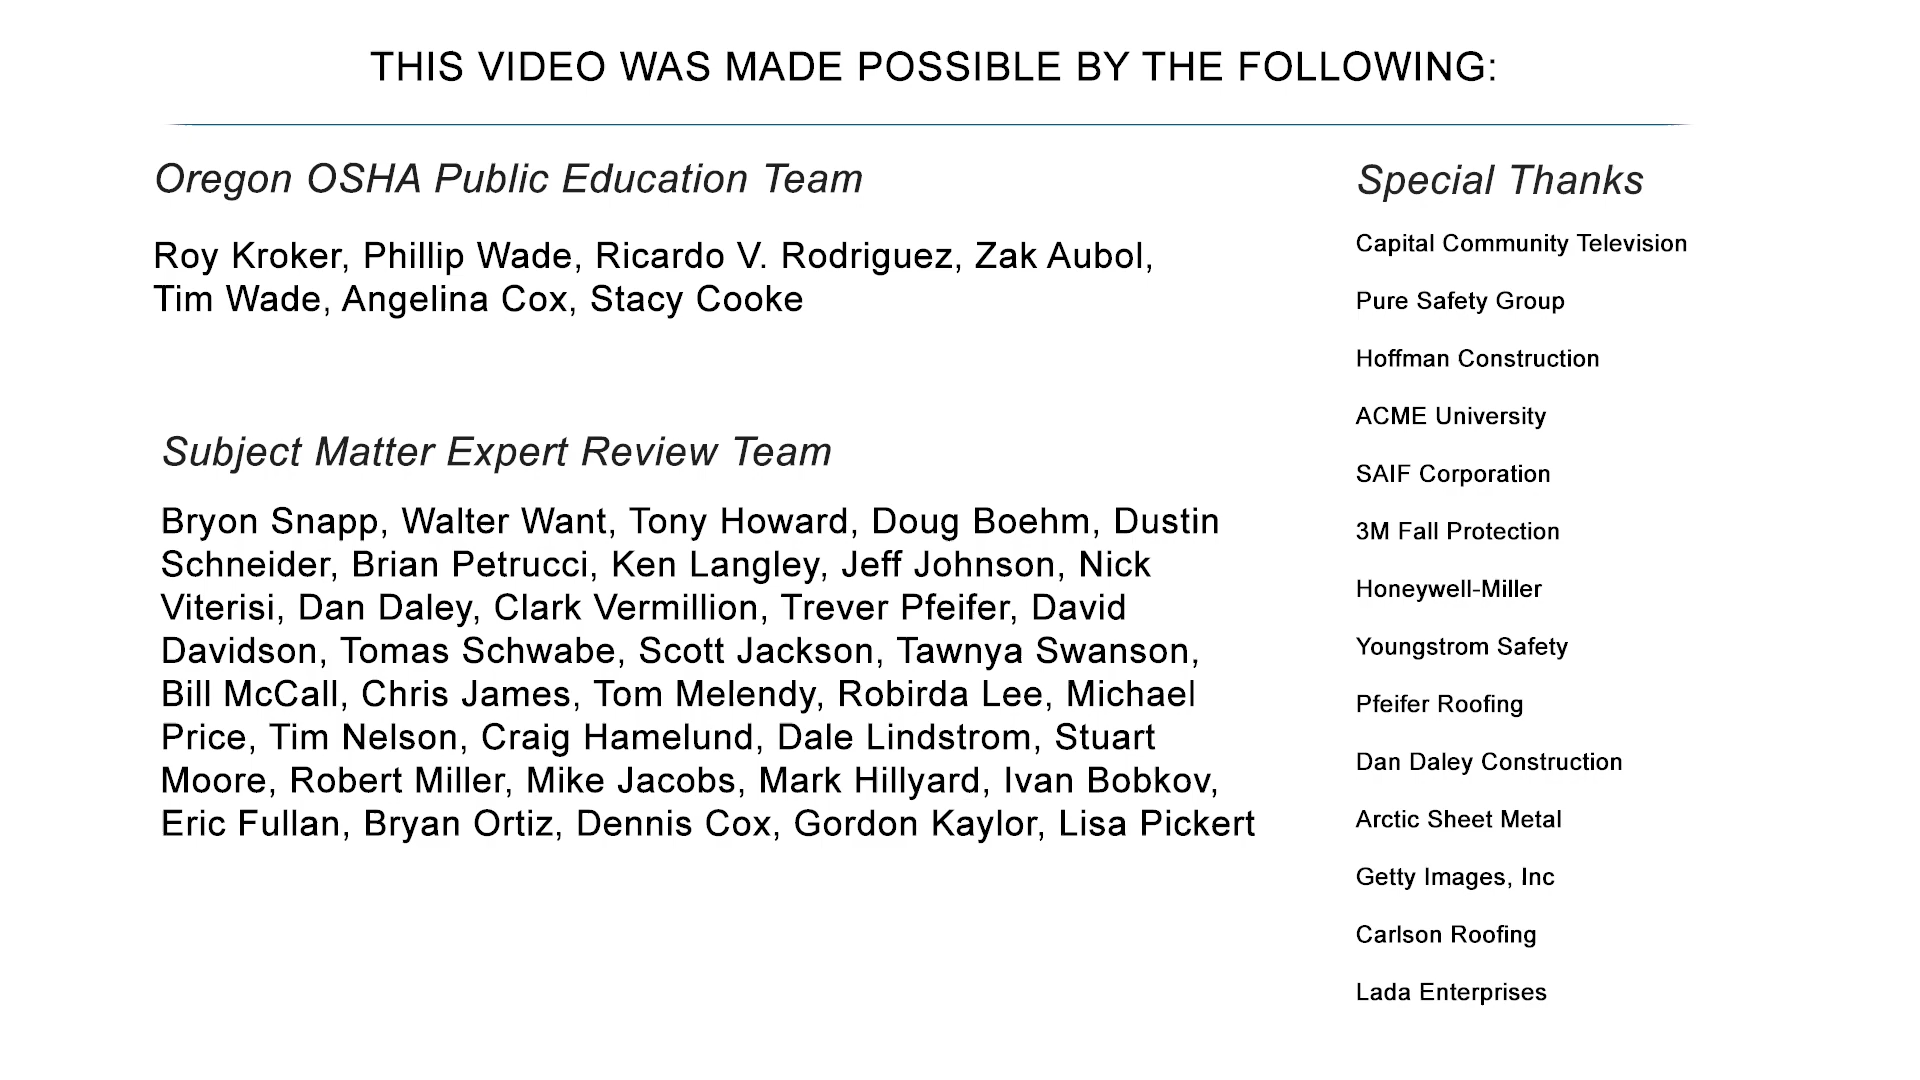 THIS VIDEO WAS MADE POSSIBLE BY THE FOLLOWING:
Oregon OSHA Public Education Team
Roy Kroker, Phillip Wade, Ricardo V. Rodriguez, Zak Aubol,
Tim Wade, Angelina Cox, Stacy Cooke
Subject Matter Expert Review Team
Bryon Snapp, Walter Want, Tony Howard, Doug Boehm, Dustin
Schneider, Brian Petrucci, Ken Langley, Jeff Johnson, Nick
Viterisi, Dan Daley, Clark Vermillion, Trever Pfeifer, David
Davidson, Tomas Schwabe, Scott Jackson, Tawnya Swanson,
Bill McCall, Chris James, Tom Melendy, Robirda Lee, Michael
Price, Tim Nelson, Craig Hamelund, Dale Lindstrom, Stuart
Moore, Robert Miller, Mike Jacobs, Mark Hillyard, Ivan Bobkov,
Eric Fullan, Bryan Ortiz, Dennis Cox, Gordon Kaylor, Lisa Pickert
Special Thanks
Capital Community Television
Pure Safety Group
Hoffman Construction
ACME University
SAIF Corporation
3M Fall Protection
Honeywell-Miller
Youngstrom Safety
Pfeifer Roofing
Dan Daley Construction
Arctic Sheet Metal
Getty Images, Inc
Carlson Roofing
Lada Enterprises